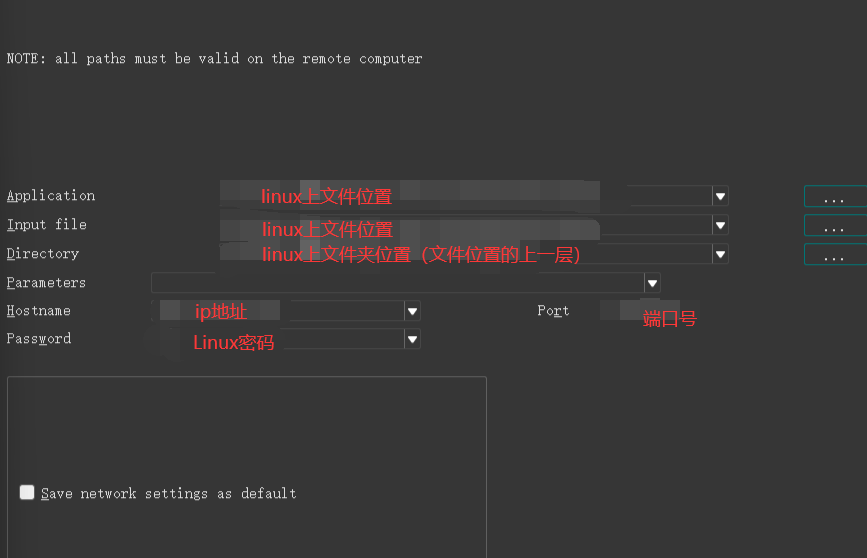 NOTE: all paths must be valid on the remote computer
Application linux上文件位置 ...
Input file linux上文件位置 ...
Directory linux上文件夹位置（文件位置的上一层） ...
Parameters
Hostname ip地址 Port 端口号
Password Linux密码
Save network settings as default